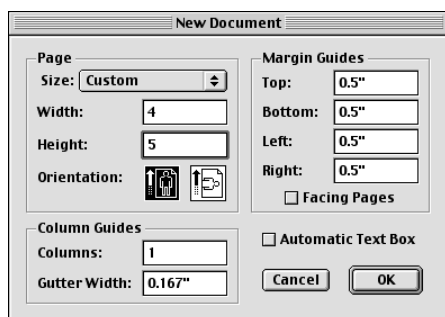 New Document
Page
Size: Custom
Width: 4
Height: 5
Orientation:
Column Guides
Columns: 1
Gutter Width: 0.167"
Margin Guides
Top: 0.5"
Bottom: 0.5"
Left: 0.5"
Right: 0.5"
Facing Pages
Automatic Text Box
Cancel OK